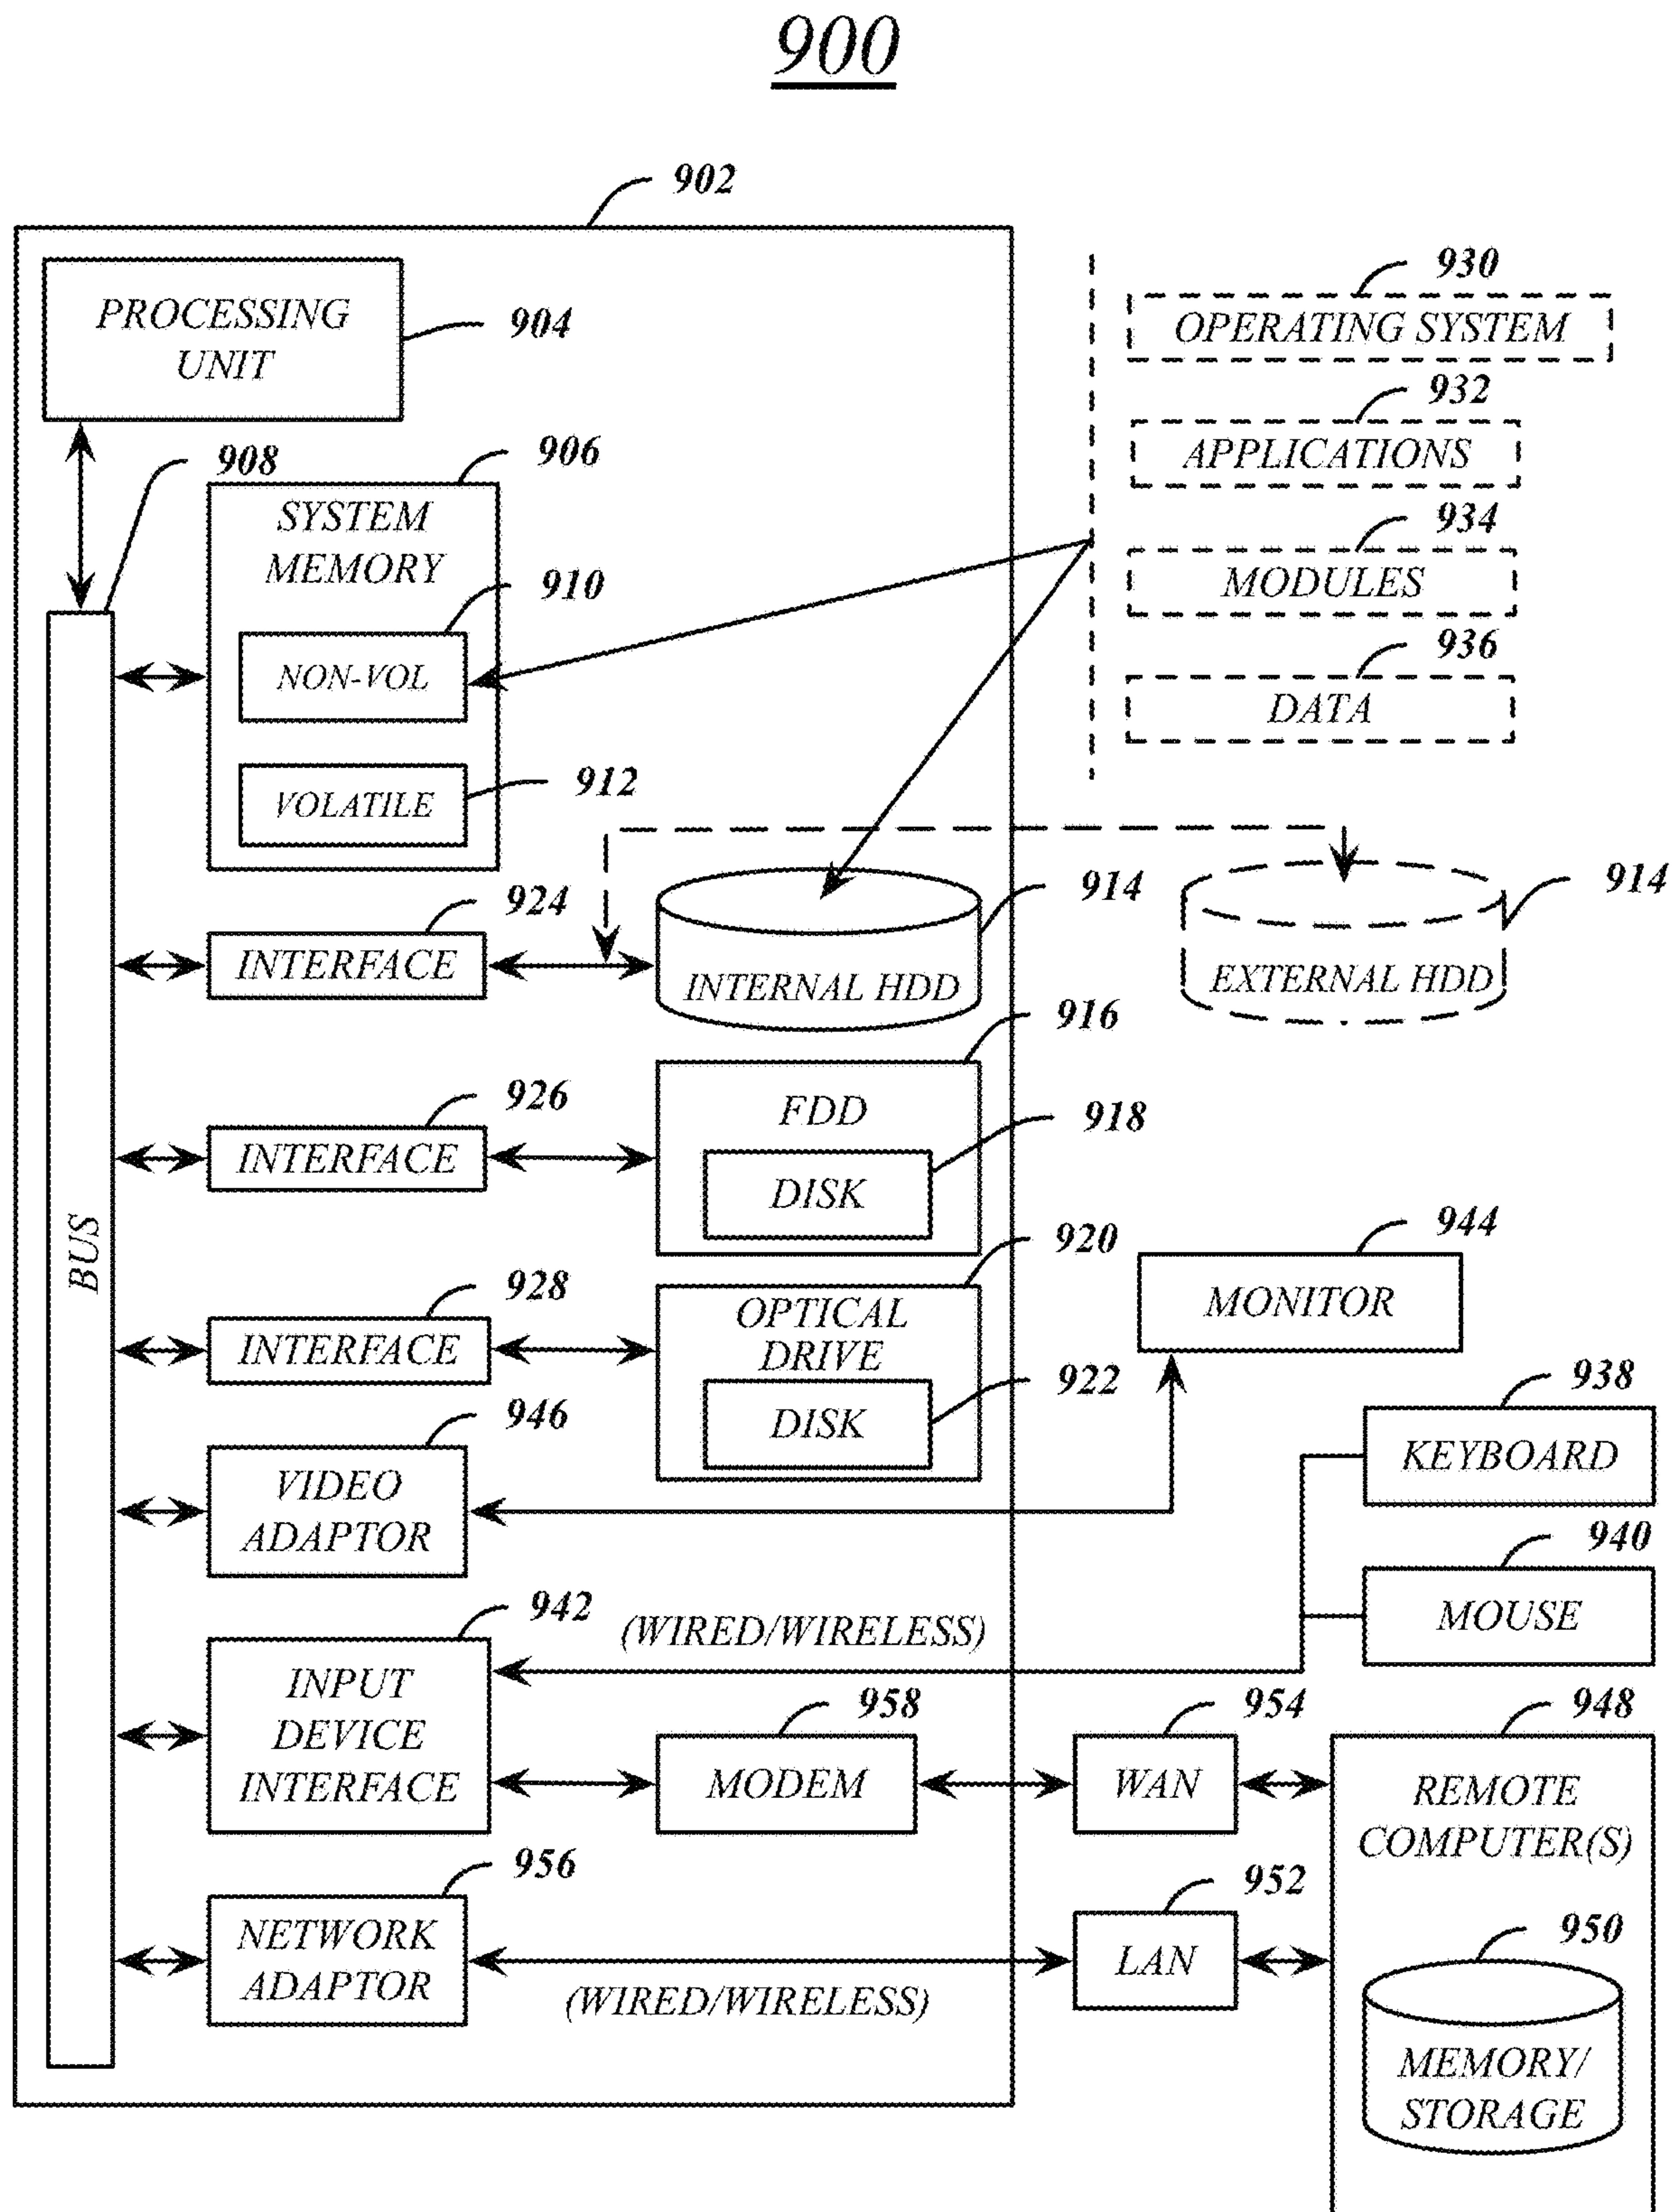 900
902
PROCESSING
UNIT
904
930
OPERATING SYSTEM
932
APPLICATIONS
934
MODULES
936
DATA
908
906
SYSTEM
MEMORY
910
NON-VOL
912
VOLATILE
924
INTERFACE
914
INTERNAL HDD
914
EXTERNAL HDD
916
FDD
918
DISK
926
INTERFACE
BUS
920
OPTICAL
DRIVE
922
DISK
928
INTERFACE
944
MONITOR
946
VIDEO
ADAPTOR
938
KEYBOARD
940
MOUSE
942
(WIRED/WIRELESS)
INPUT
DEVICE
INTERFACE
958
MODEM
954
WAN
948
REMOTE
COMPUTER(S)
956
NETWORK
ADAPTOR
(WIRED/WIRELESS)
952
LAN
950
MEMORY/
STORAGE